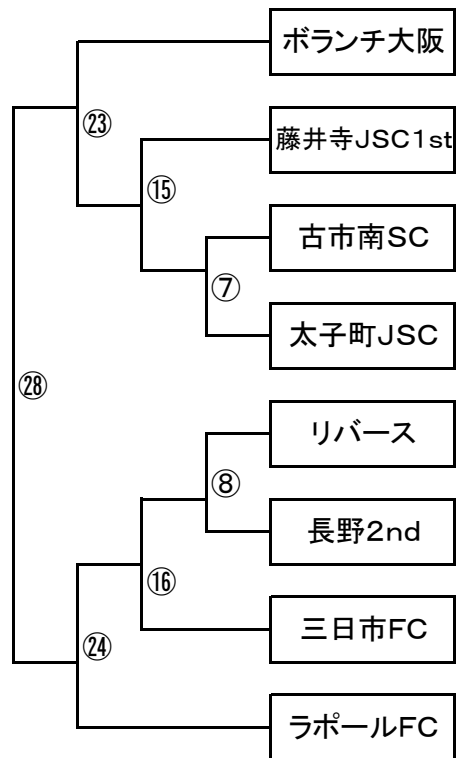 ボランチ大阪
㉓
藤井寺JSC1st
⑮
古市南SC
⑦
太子町JSC
㉘
リバース
⑧
長野2nd
⑯
三日市FC
㉔
ラポールFC